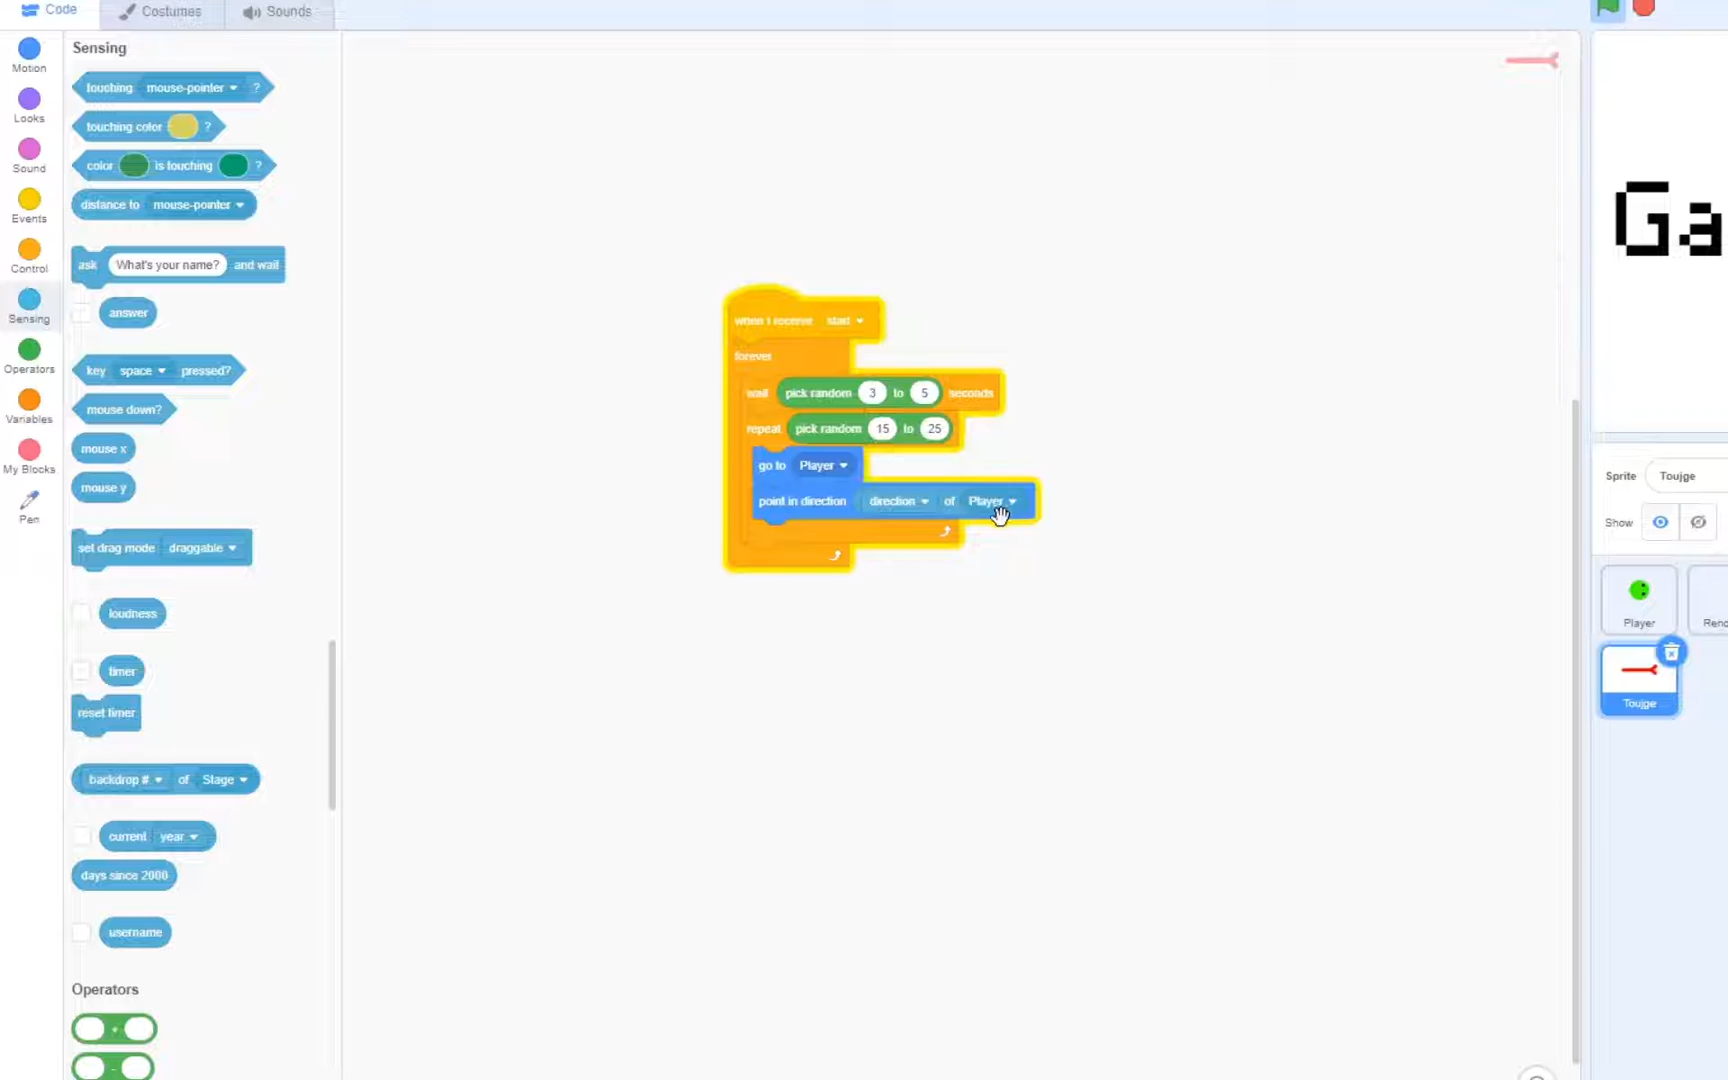 Code
Costumes
Sounds
Motion
Looks
Sound
Events
Control
Sensing
Operators
Variables
My Blocks
Pen
Sensing
touching mouse-pointer ?
touching color ?
color is touching ?
distance to mouse-pointer
ask What's your name? and wait
answer
key space pressed?
mouse down?
mouse x
mouse y
set drag mode draggable
loudness
timer
reset timer
backdrop # of Stage
current year
days since 2000
username
Operators
+
-
when I receive start
forever
wait pick random 3 to 5 seconds
repeat pick random 15 to 25
go to Player
point in direction direction of Player
Ga
Sprite Toujge
Show
Player
Toujge